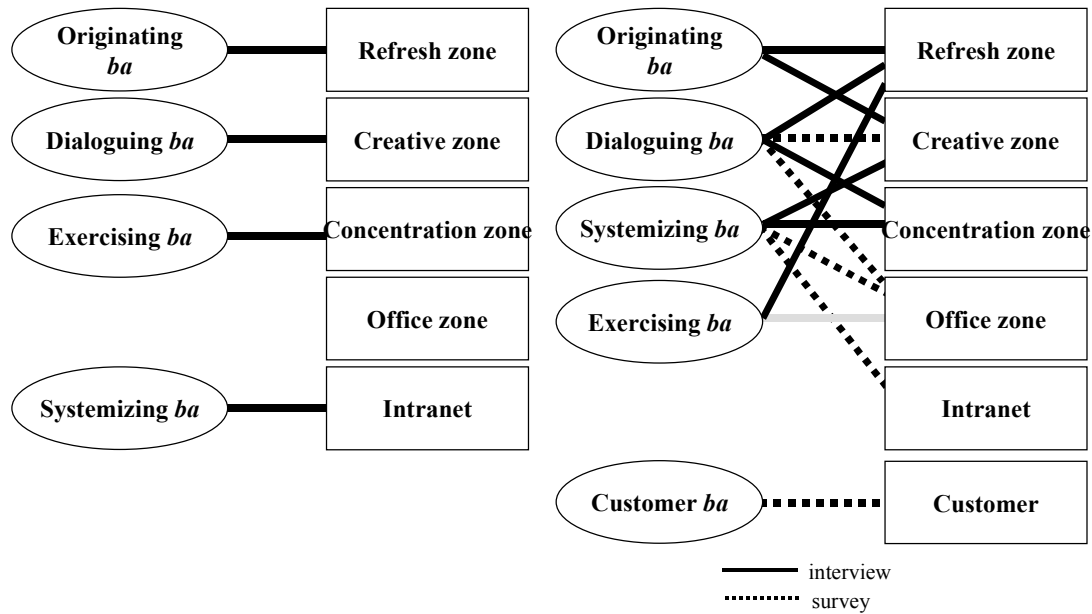 Originating
ba
Refresh zone
Dialoguing ba
Creative zone
Exercising ba
Concentration zone
Office zone
Systemizing ba
Intranet
Originating
ba
Refresh zone
Dialoguing ba
Creative zone
Systemizing ba
Concentration zone
Exercising ba
Office zone
Intranet
Customer ba
Customer
interview
survey